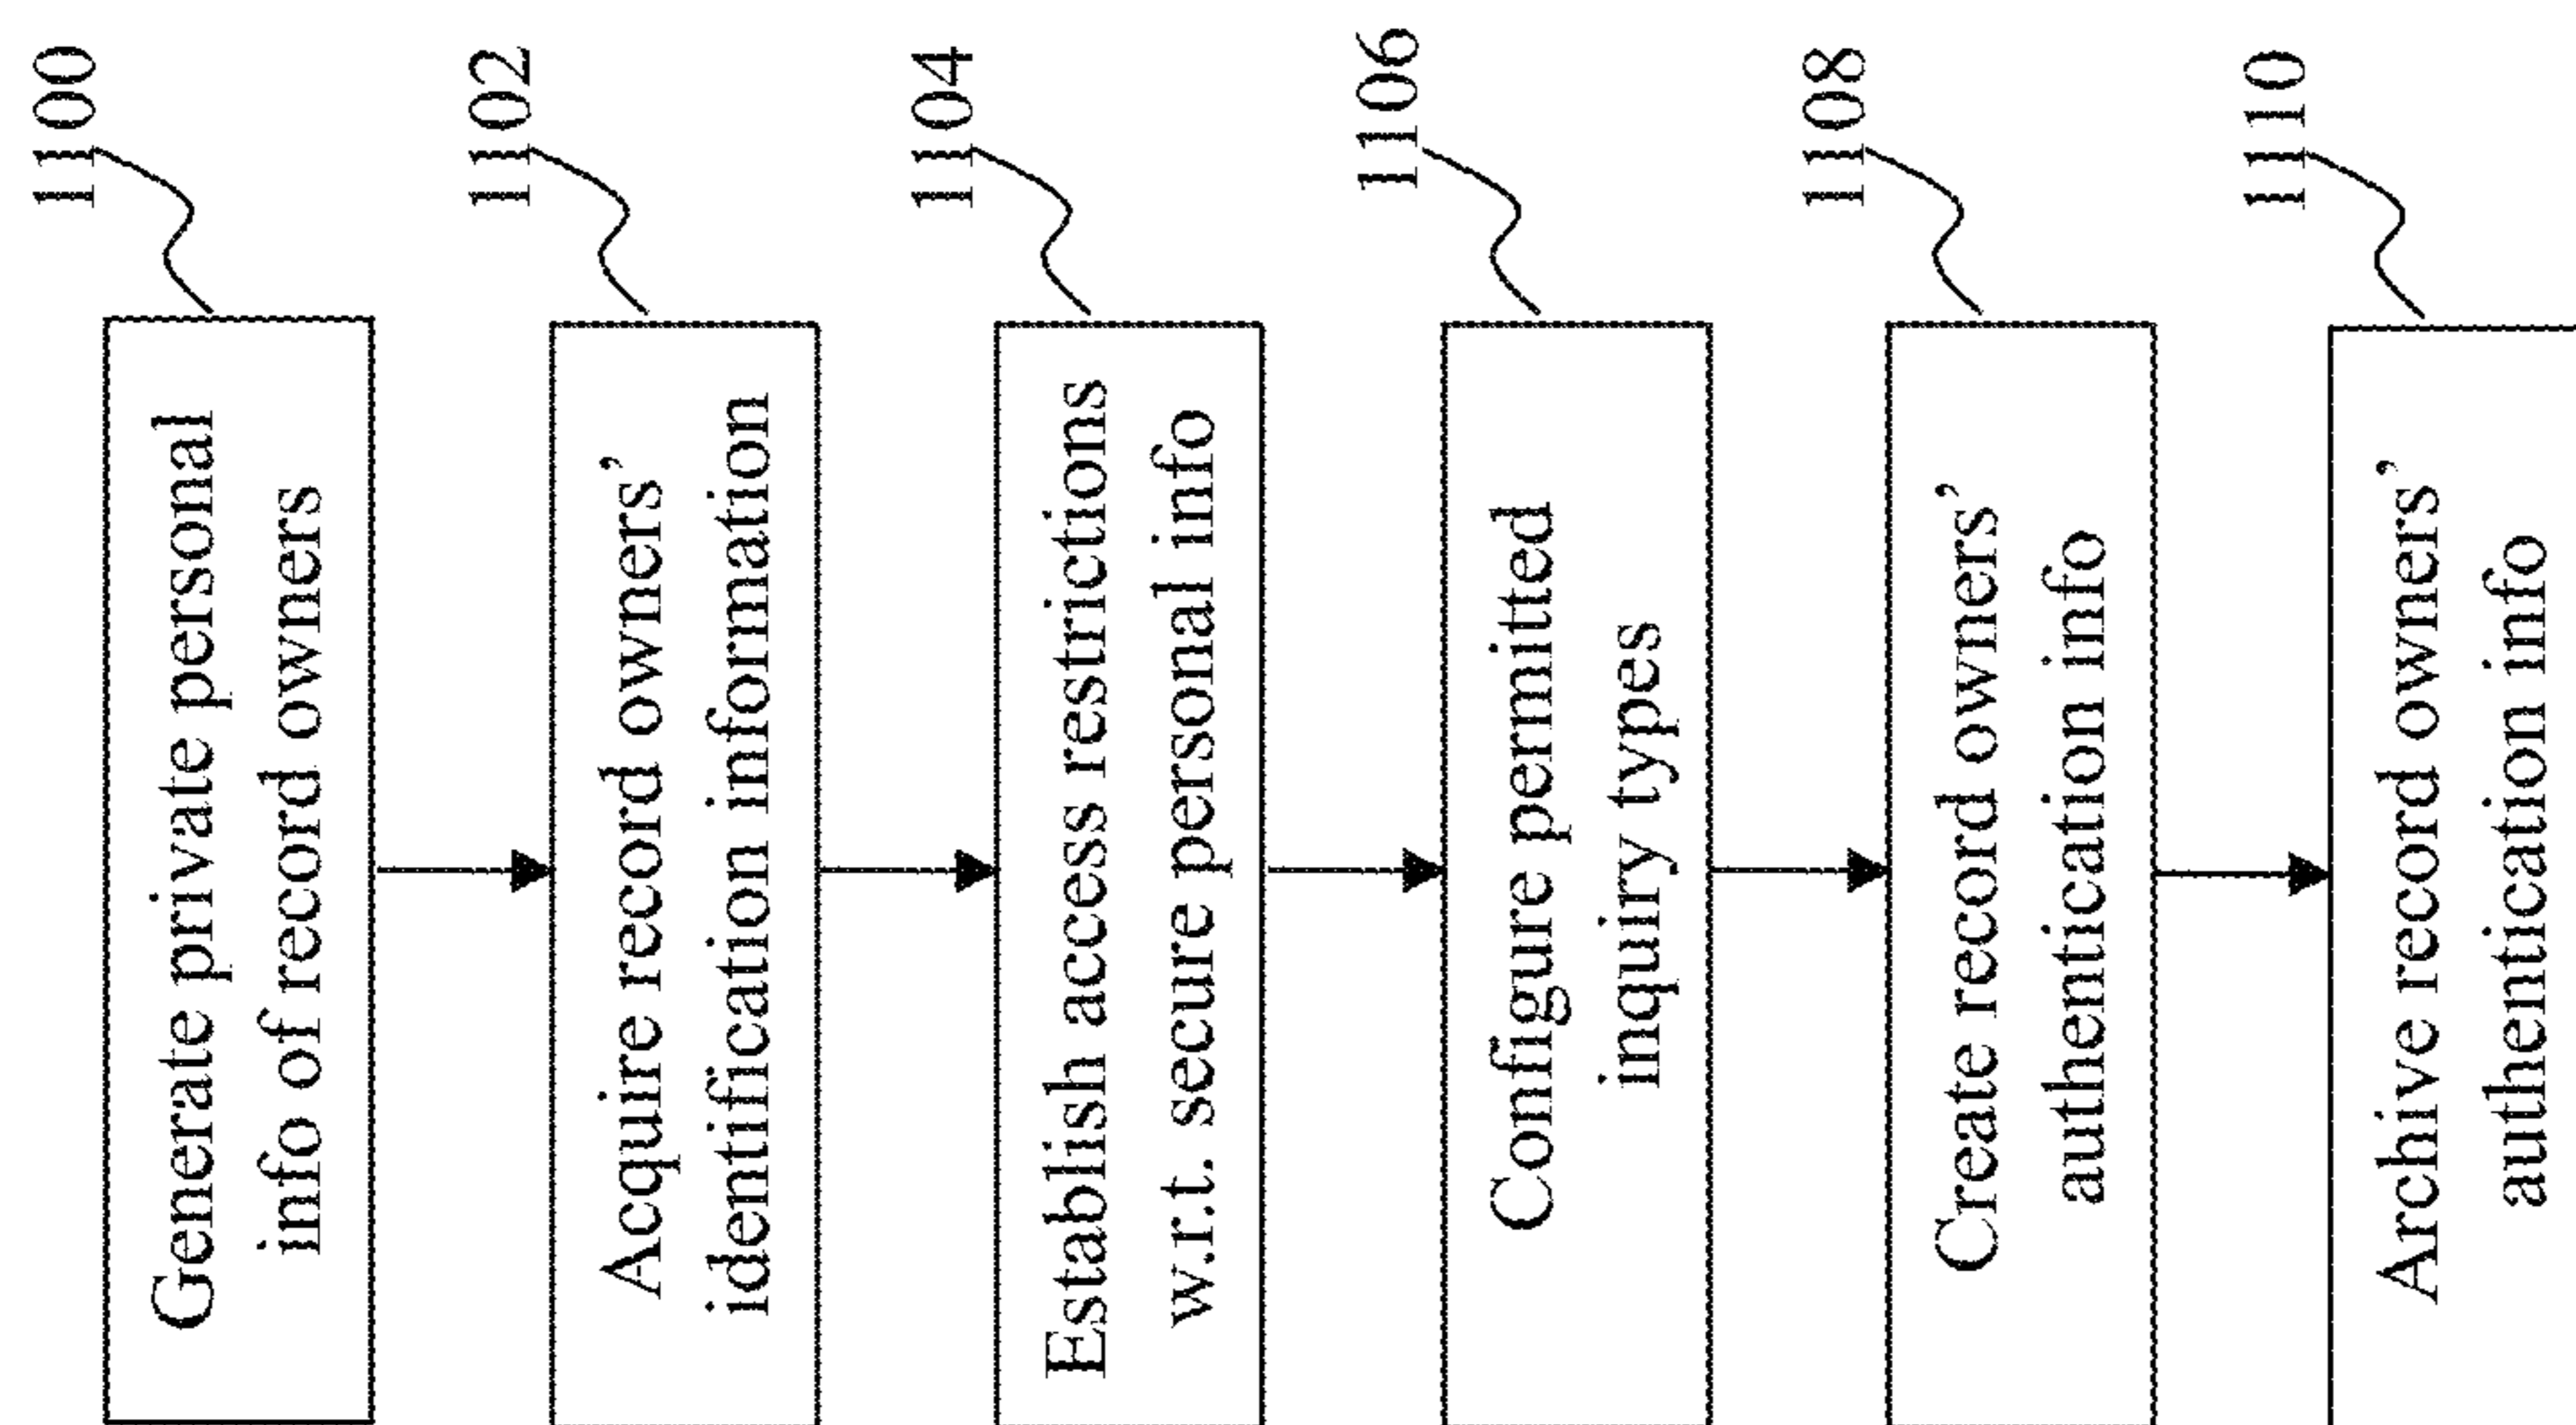 1100
Generate private personal
info of record owners
1102
Acquire record owners’
identification information
1104
Establish access restrictions
w.r.t. secure personal info
1106
Configure permitted
inquiry types
1108
Create record owners’
authentication info
1110
Archive record owners’
authentication info